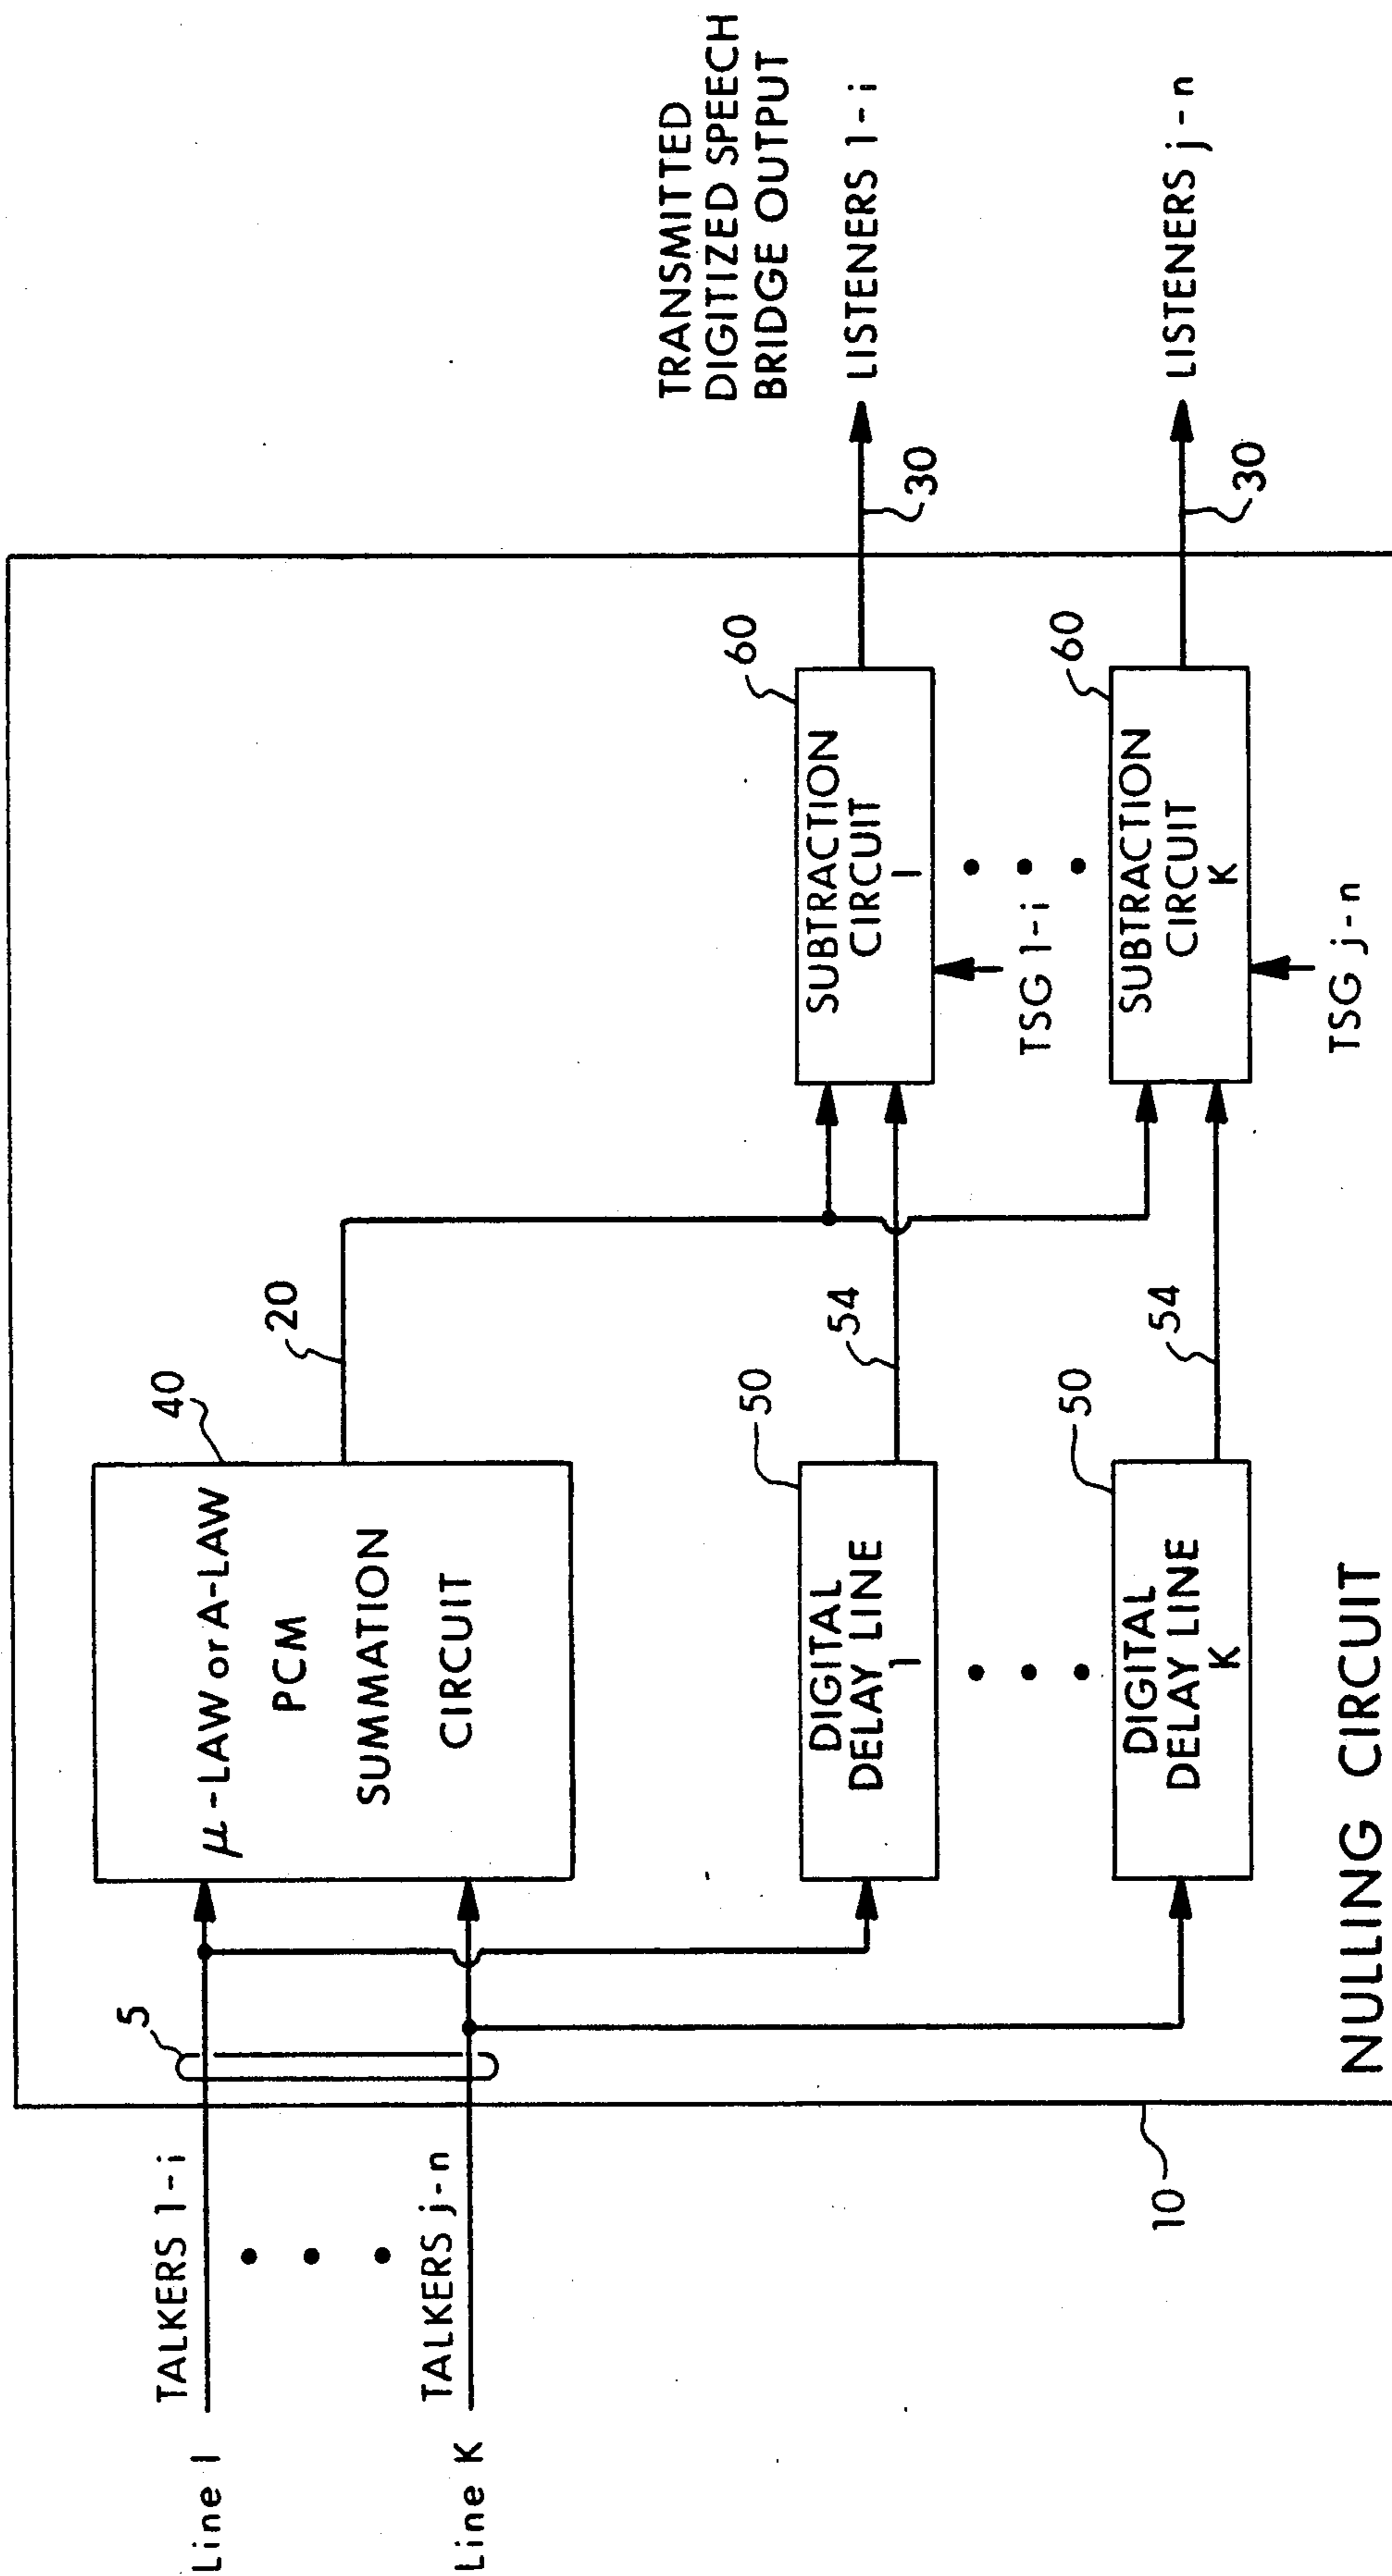 Line 1
TALKERS 1-i
Line K
TALKERS j-n
5
10
40
μ-LAW or A-LAW
PCM
SUMMATION
CIRCUIT
20
50
DIGITAL
DELAY LINE
1
54
50
DIGITAL
DELAY LINE
K
54
60
SUBTRACTION
CIRCUIT
1
TSG 1-i
60
SUBTRACTION
CIRCUIT
K
TSG j-n
30
30
TRANSMITTED
DIGITIZED SPEECH
BRIDGE OUTPUT
LISTENERS 1-i
LISTENERS j-n
NULLING CIRCUIT